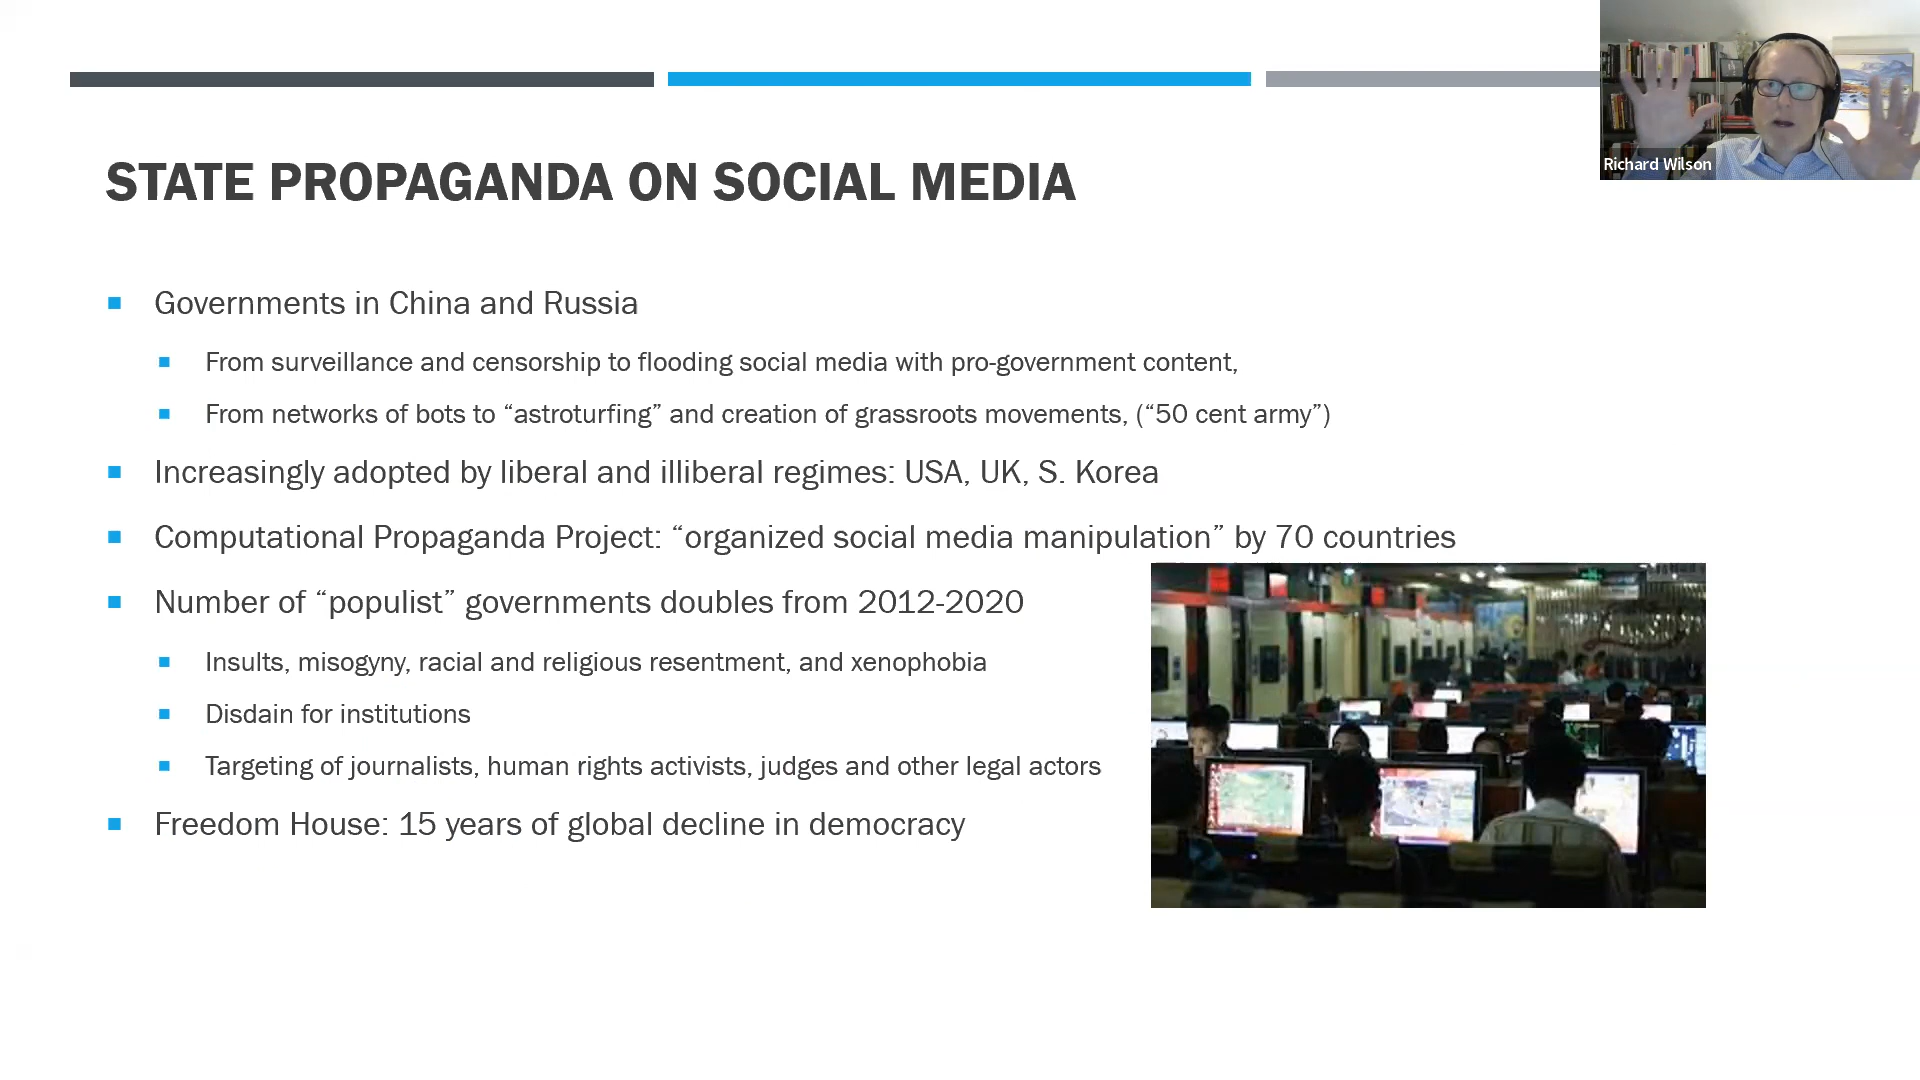 Richard Wilson
STATE PROPAGANDA ON SOCIAL MEDIA
Governments in China and Russia
From surveillance and censorship to flooding social media with pro-government content,
From networks of bots to “astroturfing” and creation of grassroots movements, (“50 cent army”)
Increasingly adopted by liberal and illiberal regimes: USA, UK, S. Korea
Computational Propaganda Project: “organized social media manipulation” by 70 countries
Number of “populist” governments doubles from 2012-2020
Insults, misogyny, racial and religious resentment, and xenophobia
Disdain for institutions
Targeting of journalists, human rights activists, judges and other legal actors
Freedom House: 15 years of global decline in democracy